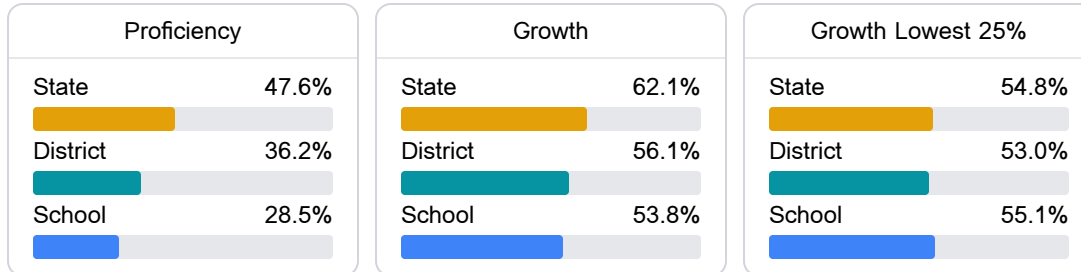 Proficiency
State 47.6%
District 36.2%
School 28.5%
Growth
State 62.1%
District 56.1%
School 53.8%
Growth Lowest 25%
State 54.8%
District 53.0%
School 55.1%